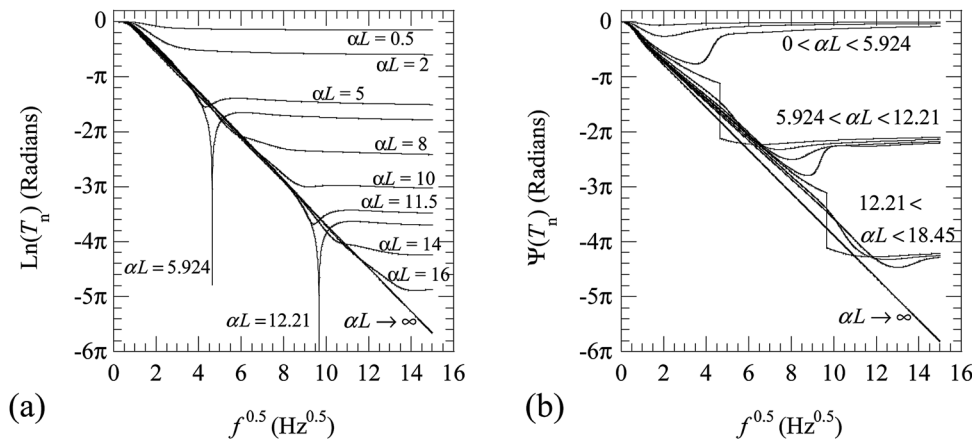 0
-π
-2π
-3π
-4π
-5π
-6π
Ln(Tₙ) (Radians)
αL = 0.5
αL = 2
αL = 5
αL = 8
αL = 10
αL = 11.5
αL = 14
αL = 16
αL = 5.924
αL = 12.21
αL → ∞
0 2 4 6 8 10 12 14 16
f^0.5 (Hz^0.5)
(a)
0
-π
-2π
-3π
-4π
-5π
-6π
Ψ(Tₙ) (Radians)
0 < αL < 5.924
5.924 < αL < 12.21
12.21 <
αL < 18.45
αL → ∞
0 2 4 6 8 10 12 14 16
f^0.5 (Hz^0.5)
(b)